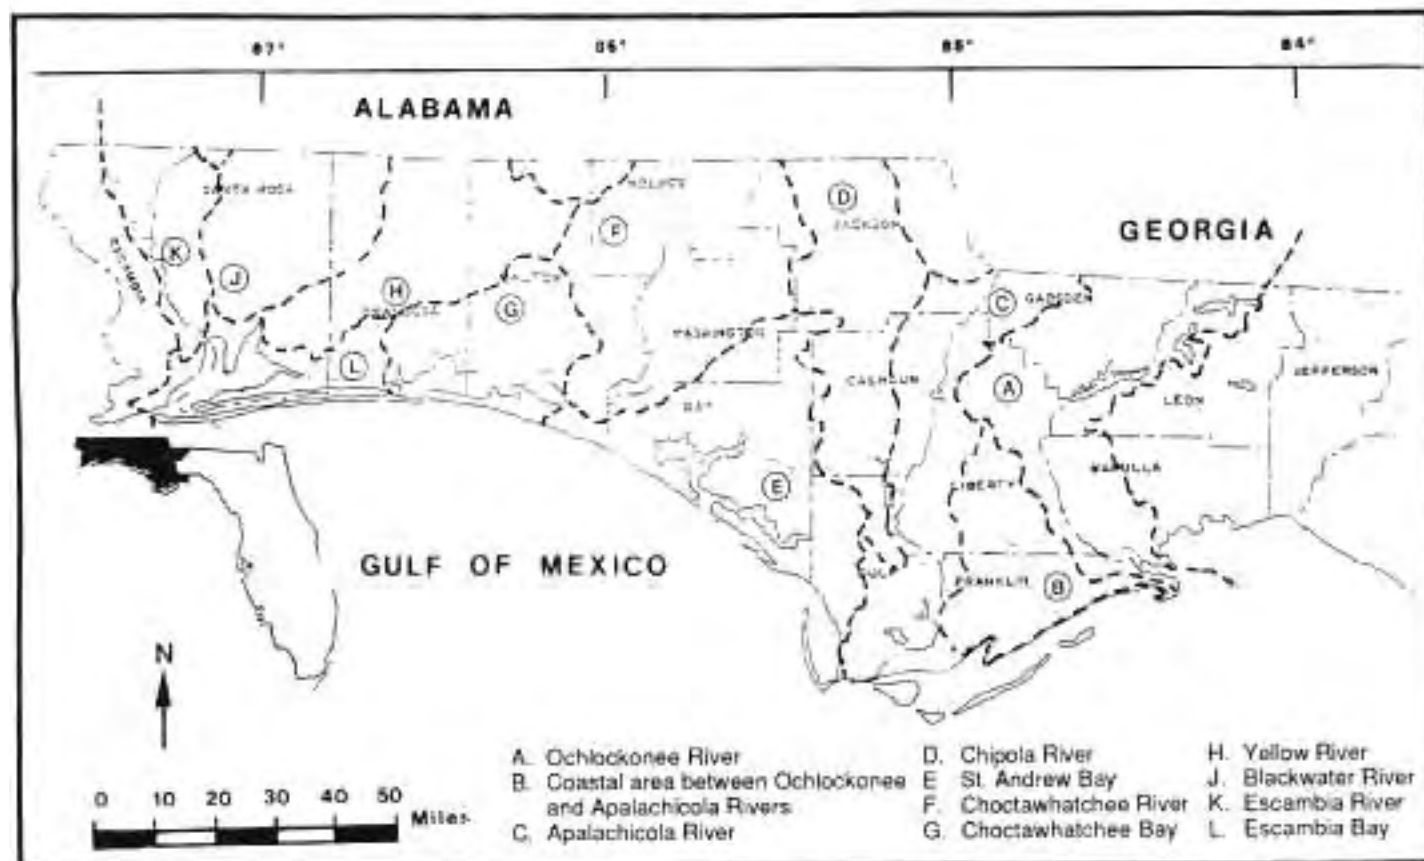 87° 86° 85° 84°
ALABAMA
GEORGIA
SANTA ROSA
HOLMES
JACKSON
ESCAMBIA
GADSDEN
WASHINGTON
JEFFERSON
CALHOUN
LEON
BAY
WAKULLA
LIBERTY
FRANKLIN
K J H G F D C A L E B
GULF OF MEXICO
N
0 10 20 30 40 50
Miles
A. Ochlockonee River
B. Coastal area between Ochlockonee
and Apalachicola Rivers
C. Apalachicola River
D. Chipola River
E St. Andrew Bay
F. Choctawhatchee River
G. Choctawhatchee Bay
H. Yellow River
J. Blackwater River
K. Escambia River
L. Escambia Bay